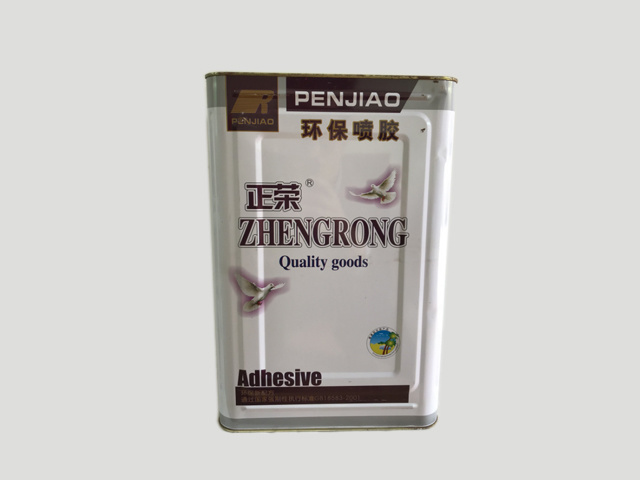 PENJIAO
PENJIAO
环保喷胶
正荣®
ZHENGRONG
Quality goods
Adhesive